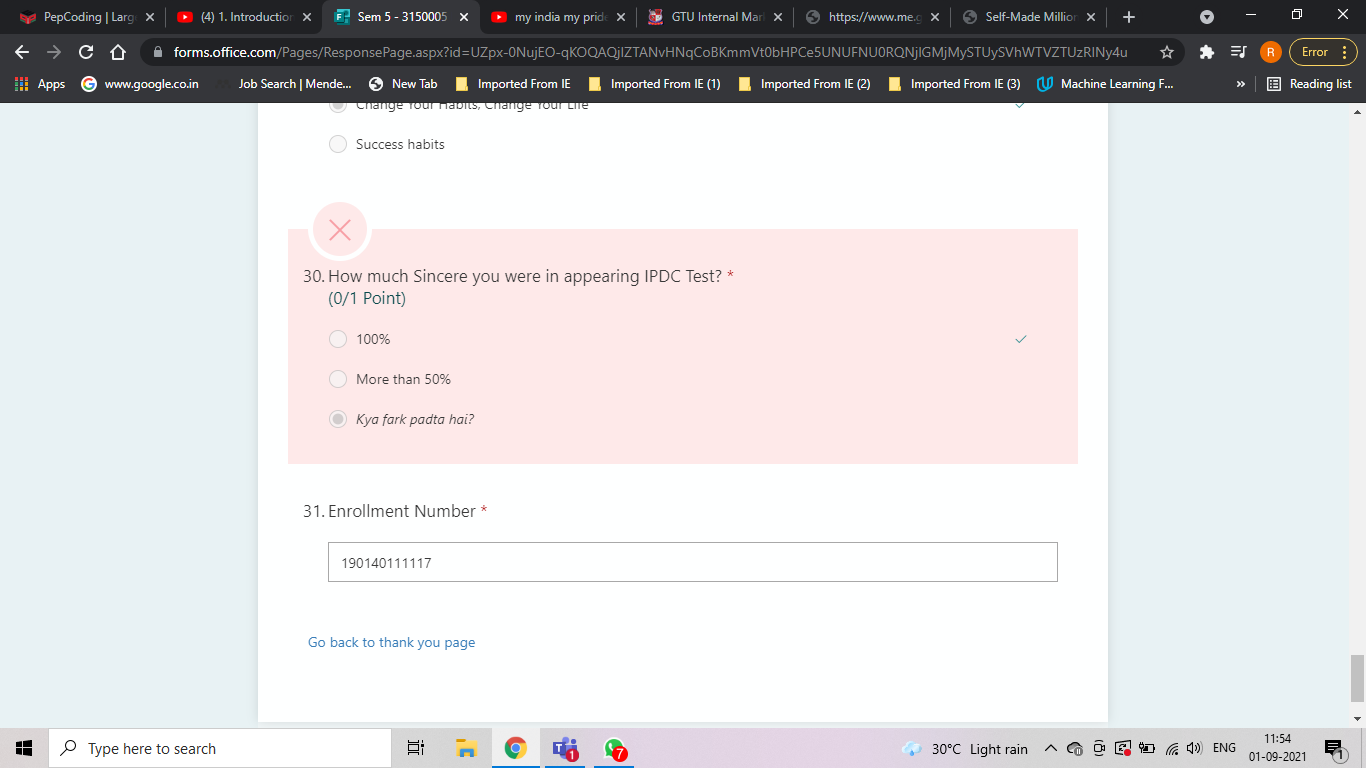 PepCoding | Larg
(4) 1. Introduction
Sem 5 - 3150005
my india my pride
GTU Internal Mark
https://www.me.g
Self-Made Million
forms.office.com/Pages/ResponsePage.aspx?id=UZpx-0NujEO-qKOQAQjIZTANvHNqCoBKmmVt0bHPCe5UNUFNU0RQNjlGMjMySTUySVhWTVZTUzRINy4u
R
Error
Apps
www.google.co.in
Job Search | Mende...
New Tab
Imported From IE
Imported From IE (1)
Imported From IE (2)
Imported From IE (3)
Machine Learning F...
»
Reading list
Change Your Habits, Change Your Life
Success habits
30. How much Sincere you were in appearing IPDC Test? *
(0/1 Point)
100%
More than 50%
Kya fark padta hai?
31. Enrollment Number *
190140111117
Go back to thank you page
Type here to search
1
7
30°C Light rain
ENG
11:54
01-09-2021
1